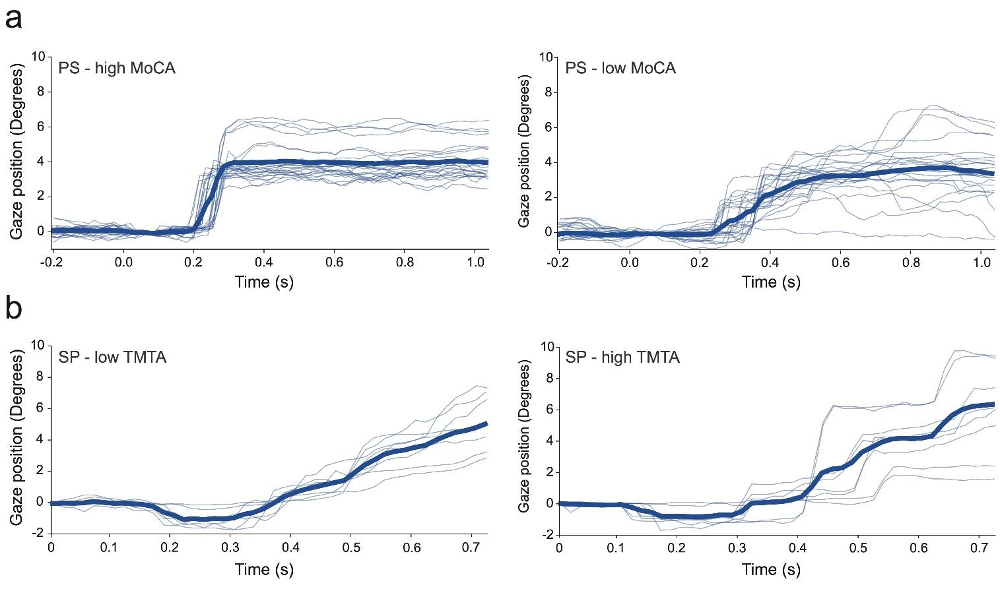 a
PS - high MoCA
Gaze position (Degrees)
10
8
6
4
2
0
-0.2 0.0 0.2 0.4 0.6 0.8 1.0
Time (s)
PS - low MoCA
Gaze position (Degrees)
10
8
6
4
2
0
-0.2 0.0 0.2 0.4 0.6 0.8 1.0
Time (s)
b
SP - low TMTA
Gaze position (Degrees)
10
8
6
4
2
0
-2
0 0.1 0.2 0.3 0.4 0.5 0.6 0.7
Time (s)
SP - high TMTA
Gaze position (Degrees)
10
8
6
4
2
0
-2
0 0.1 0.2 0.3 0.4 0.5 0.6 0.7
Time (s)